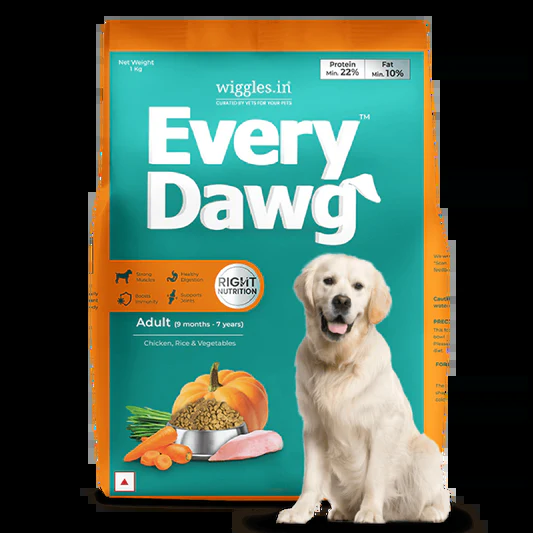 Net Weight
1 Kg
Protein
Min. 22%
Fat
Min. 10%
wiggles.in
CURATED BY VETS FOR YOUR PETS
Every
Dawg™
Strong
Muscles
Healthy
Digestion
Boosts
Immunity
Supports
Joints
RIGHT
NUTRITION
Adult (9 months - 7 years)
Chicken, Rice & Vegetables